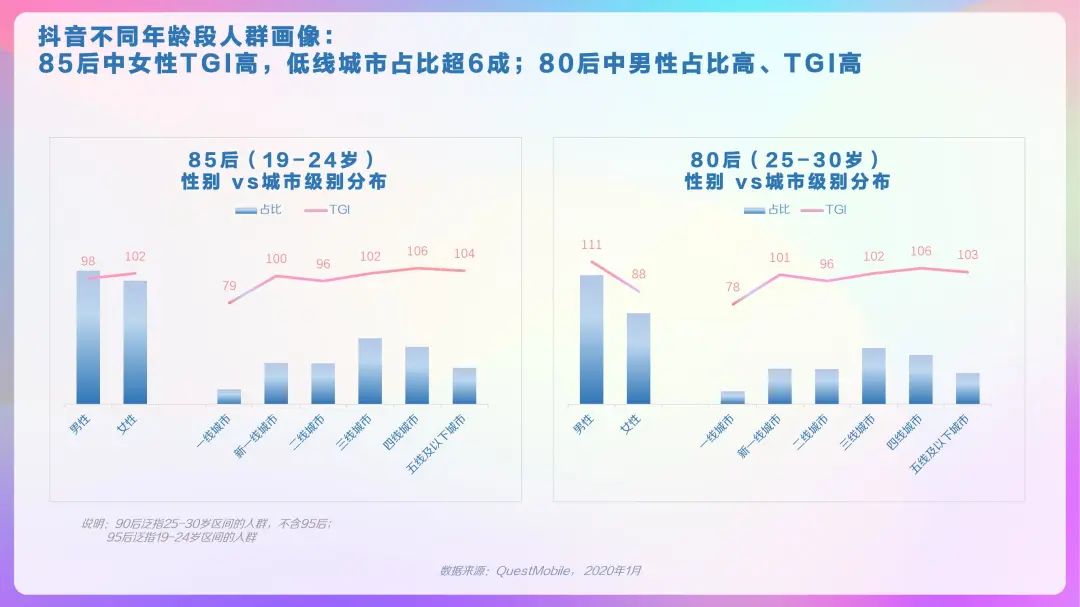 抖音不同年龄段人群画像：
85后中女性TGI高，低线城市占比超6成；80后中男性占比高、TGI高
85后（19-24岁）
性别 vs城市级别分布
占比 TGI
98
102
79
100
96
102
106
104
男性
女性
一线城市
新一线城市
二线城市
三线城市
四线城市
五线及以下城市
80后（25-30岁）
性别 vs城市级别分布
占比 TGI
111
88
78
101
96
102
106
103
男性
女性
一线城市
新一线城市
二线城市
三线城市
四线城市
五线及以下城市
说明：90后泛指25-30岁区间的人群，不含95后；
95后泛指19-24岁区间的人群
数据来源：QuestMobile，2020年1月